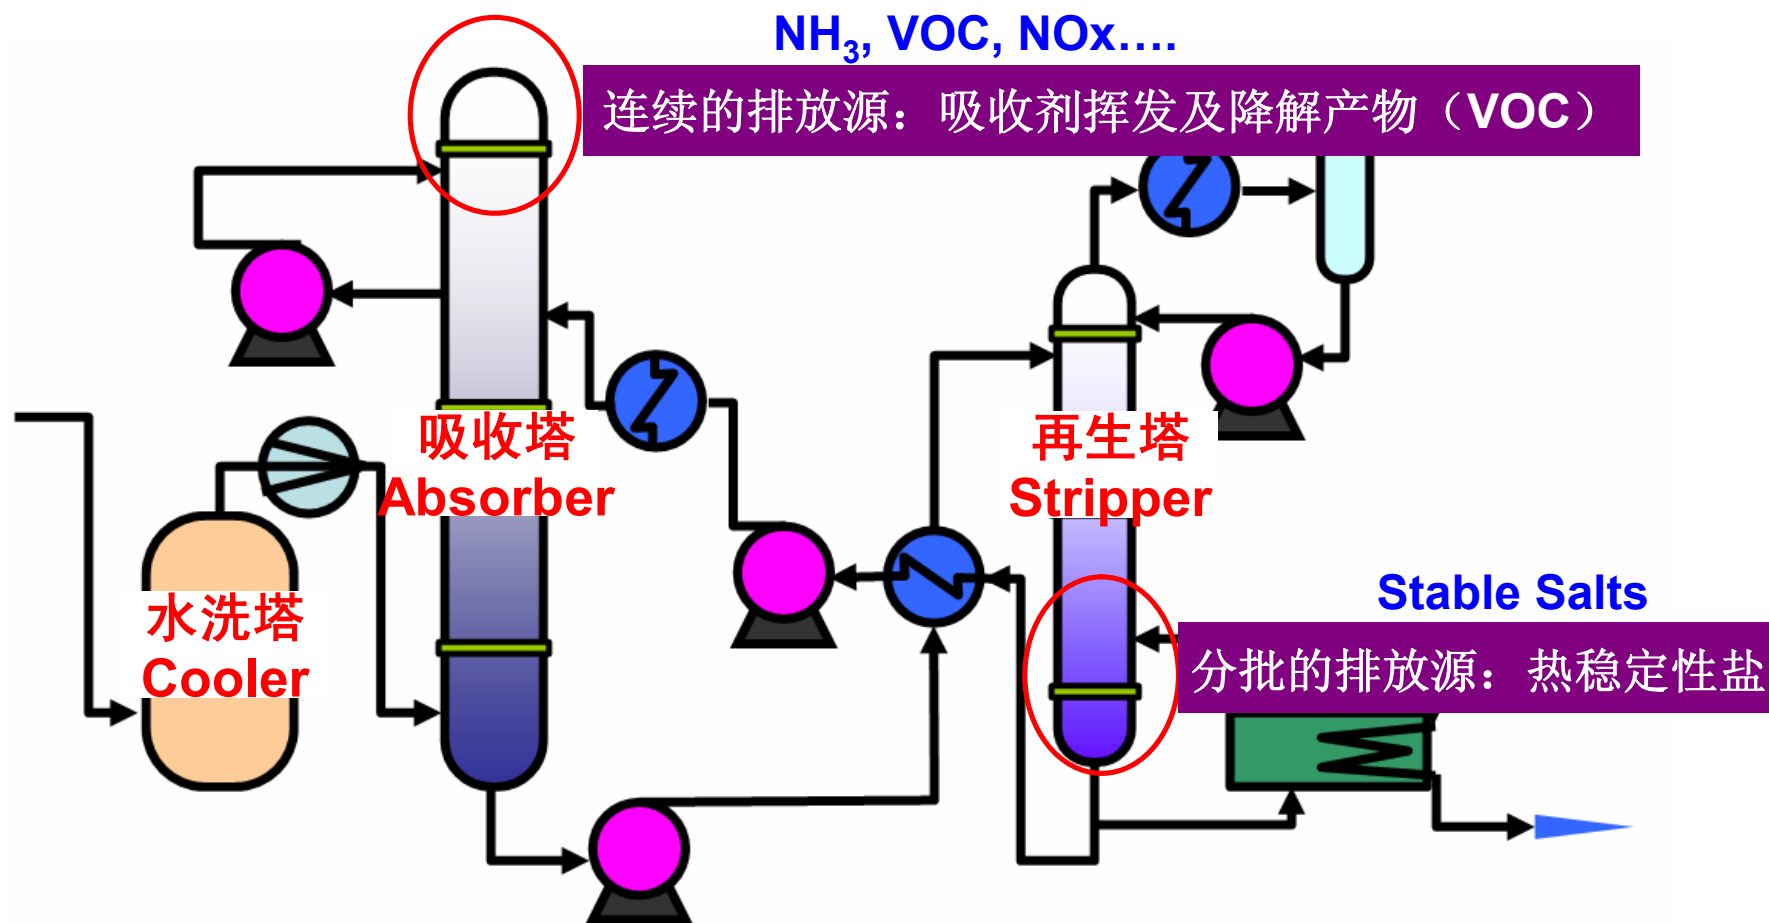 NH3, VOC, NOx....
连续的排放源：吸收剂挥发及降解产物（VOC）
吸收塔
Absorber
再生塔
Stripper
水洗塔
Cooler
Stable Salts
分批的排放源：热稳定性盐